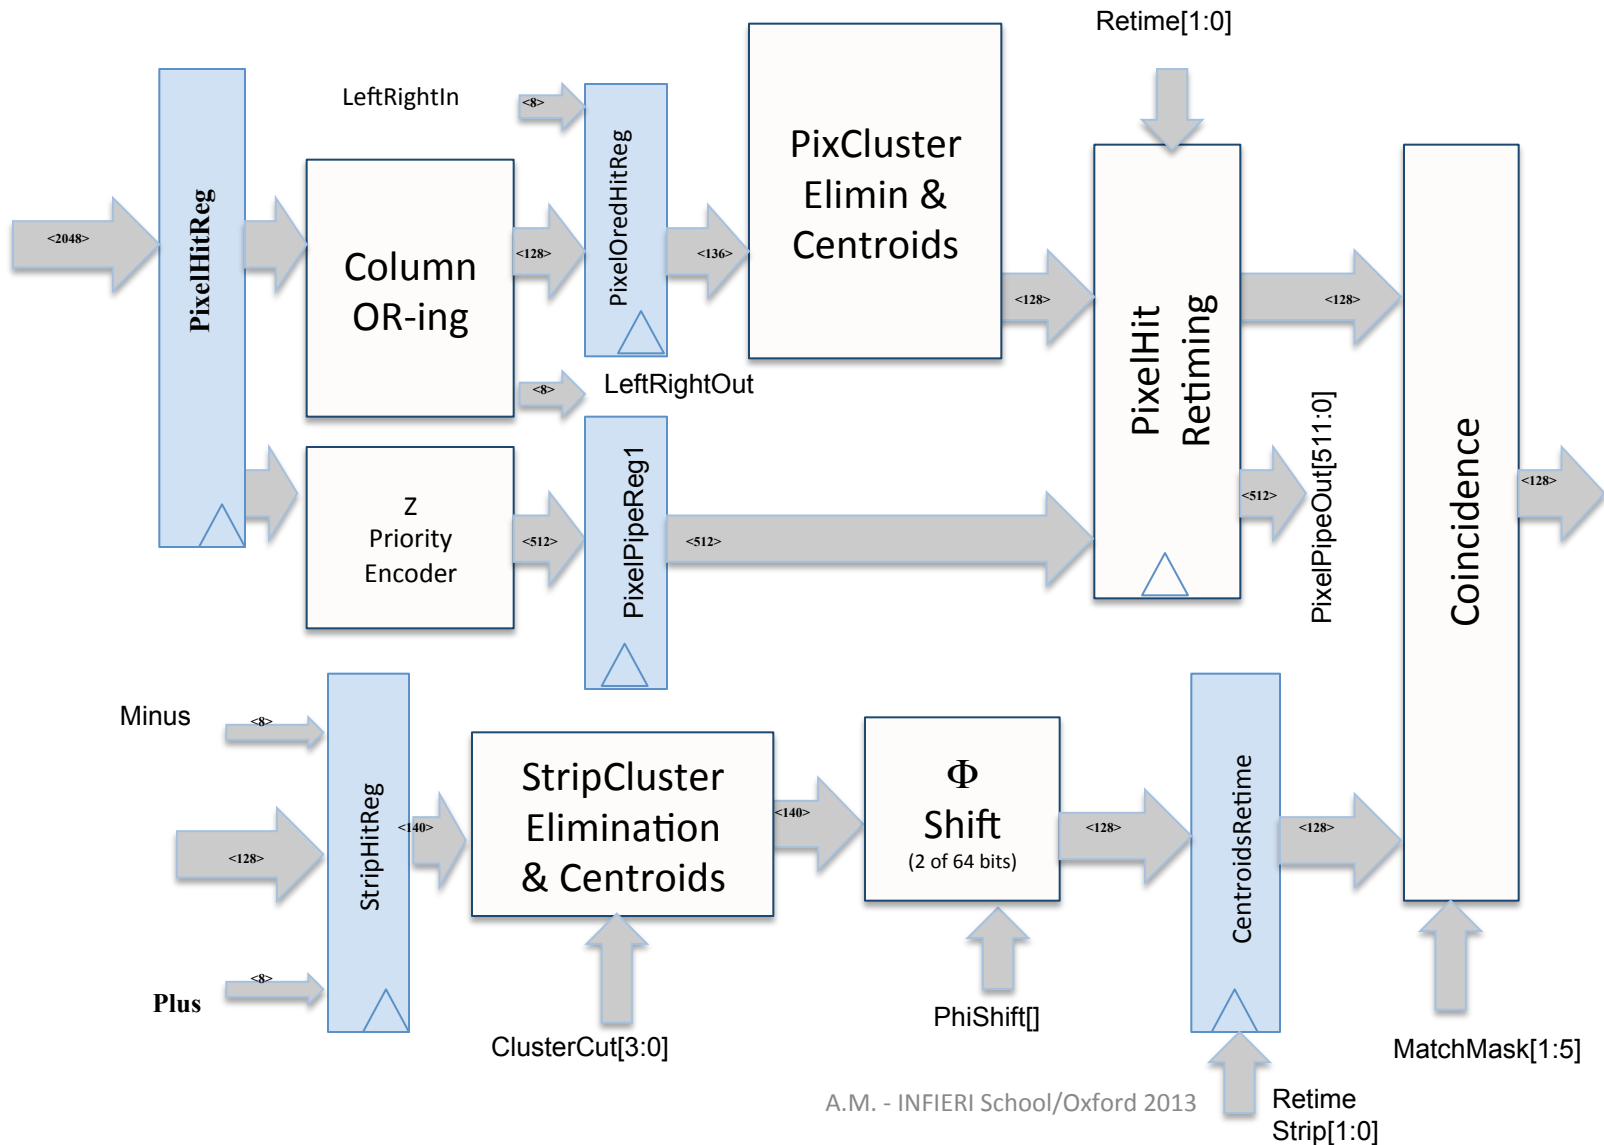 Retime[1:0]
LeftRightIn
<8>
PixelHitReg
<2048>
Column
OR-ing
<128>
PixelOredHitReg
<136>
PixCluster
Elimin &
Centroids
<128>
PixelHit
Retiming
<128>
<8>
LeftRightOut
Z
Priority
Encoder
<512>
PixelPipeReg1
<512>
<512>
PixelPipeOut[511:0]
Coincidence
<128>
Minus
<8>
StripHitReg
<128>
<140>
StripCluster
Elimination
& Centroids
<140>
Φ
Shift
(2 of 64 bits)
<128>
CentroidsRetime
<128>
Plus
<8>
ClusterCut[3:0]
PhiShift[]
MatchMask[1:5]
A.M. - INFIERI School/Oxford 2013
Retime
Strip[1:0]